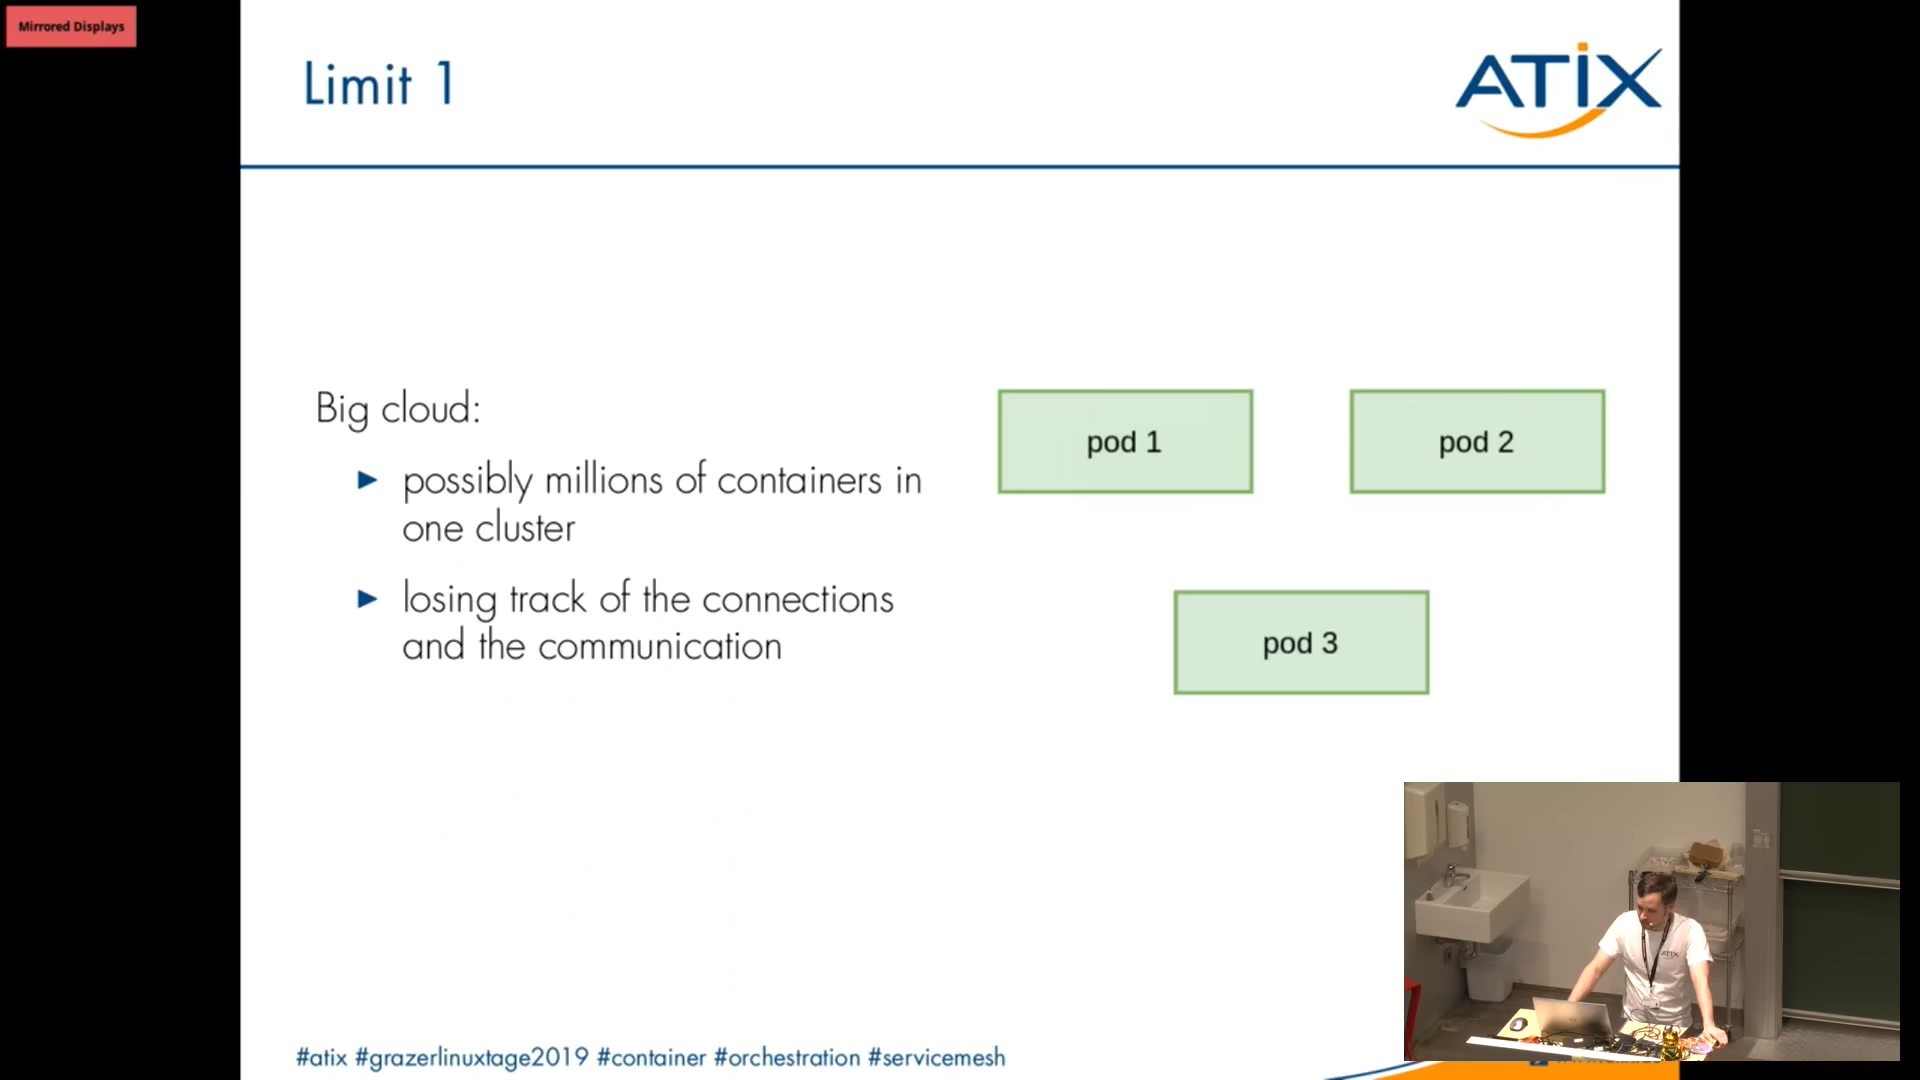 Mirrored Displays
Limit 1
ATIX
Big cloud:
possibly millions of containers in
one cluster
losing track of the connections
and the communication
pod 1
pod 2
pod 3
ATIX
#atix #grazerlinuxtage2019 #container #orchestration #servicemesh